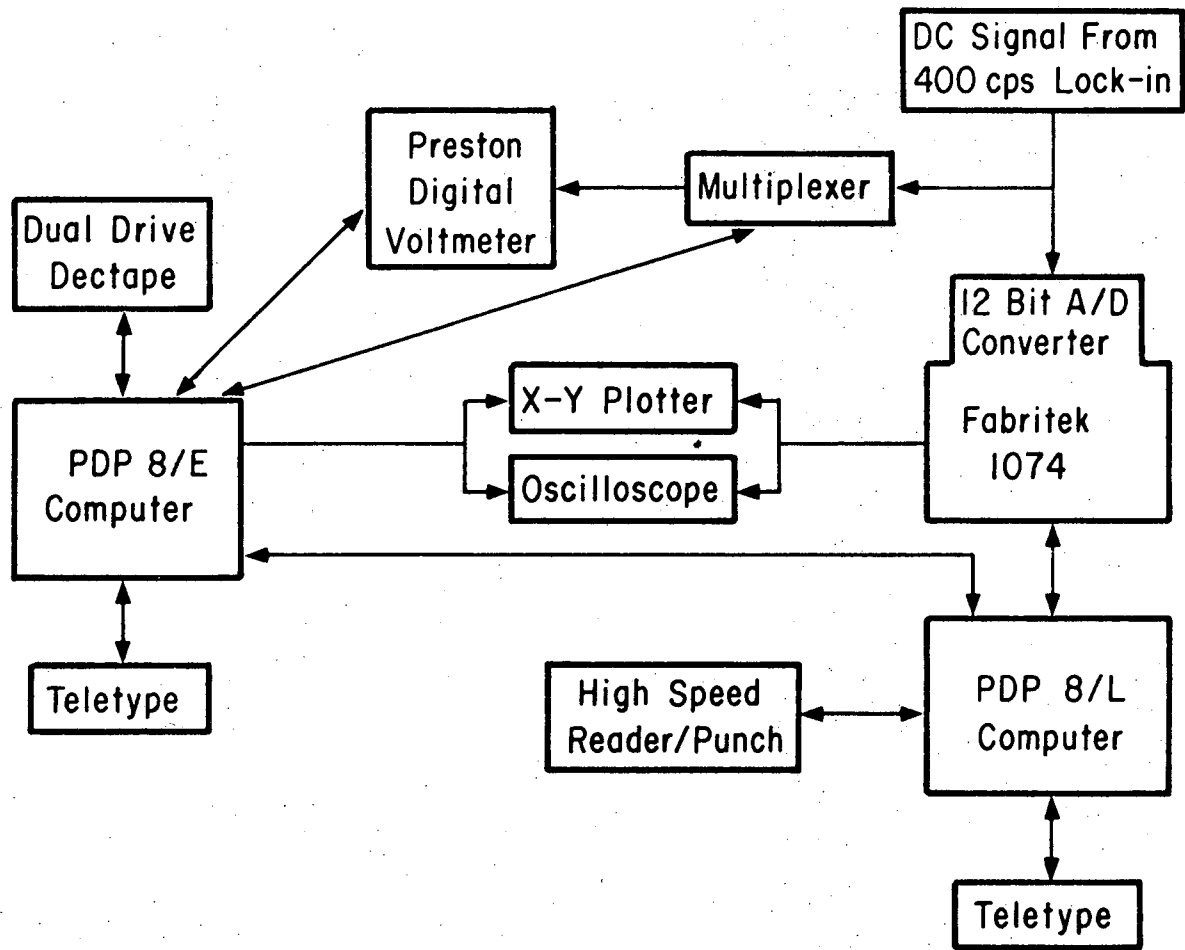 DC Signal From
400 cps Lock-in
Preston
Digital
Voltmeter
Multiplexer
Dual Drive
Dectape
12 Bit A/D
Converter
X-Y Plotter
Fabritek
1074
PDP 8/E
Computer
Oscilloscope
Teletype
High Speed
Reader/Punch
PDP 8/L
Computer
Teletype